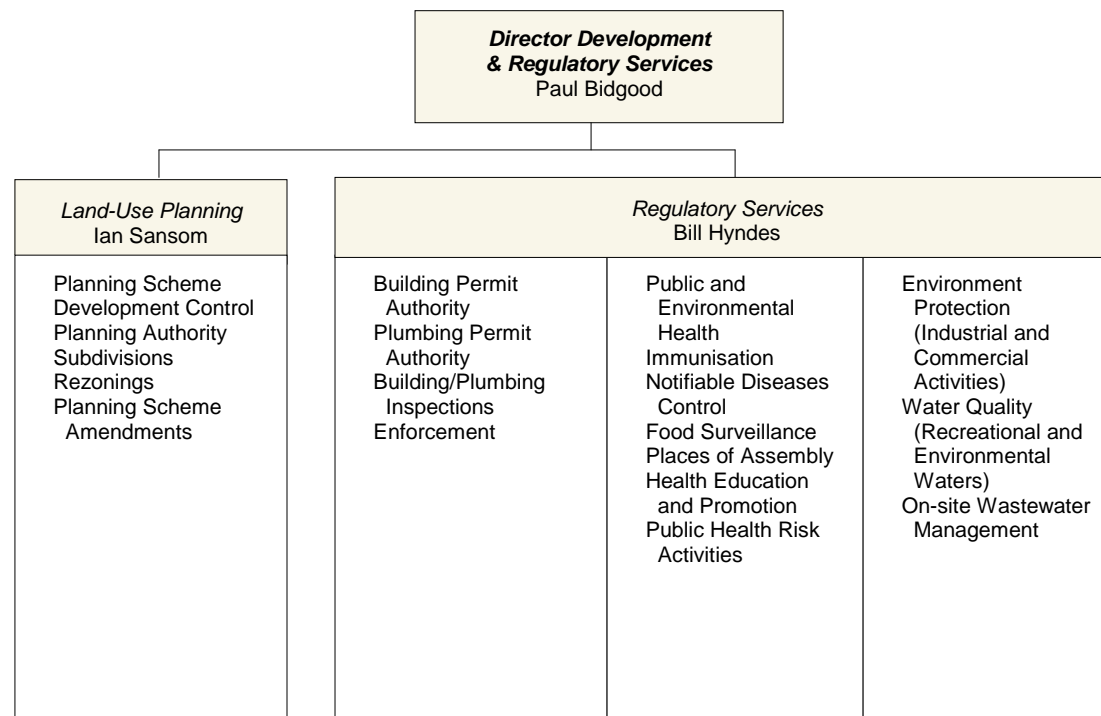 Director Development
& Regulatory Services
Paul Bidgood
Land-Use Planning
Ian Sansom
Planning Scheme
Development Control
Planning Authority
Subdivisions
Rezonings
Planning Scheme
Amendments
Regulatory Services
Bill Hyndes
Building Permit
Authority
Plumbing Permit
Authority
Building/Plumbing
Inspections
Enforcement
Public and
Environmental
Health
Immunisation
Notifiable Diseases
Control
Food Surveillance
Places of Assembly
Health Education
and Promotion
Public Health Risk
Activities
Environment
Protection
(Industrial and
Commercial
Activities)
Water Quality
(Recreational and
Environmental
Waters)
On-site Wastewater
Management